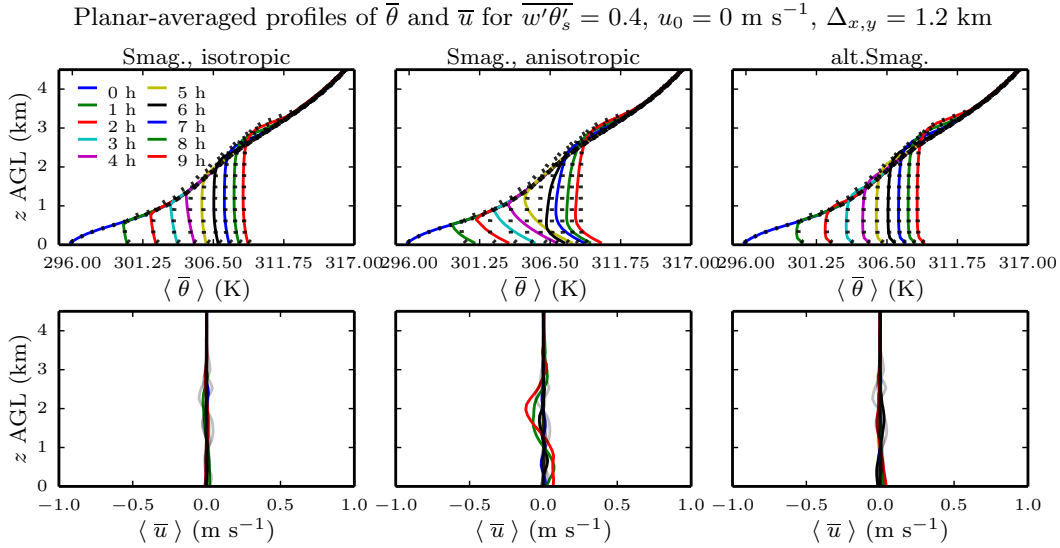 Planar-averaged profiles of θ̅ and u̅ for w′θ′ₛ = 0.4, u₀ = 0 m s⁻¹, Δx,y = 1.2 km
Smag., isotropic
Smag., anisotropic
alt.Smag.
z AGL (km)
4
3
2
1
0
0 h
1 h
2 h
3 h
4 h
5 h
6 h
7 h
8 h
9 h
296.00 301.25 306.50 311.75 317.00
296.00 301.25 306.50 311.75 317.00
296.00 301.25 306.50 311.75 317.00
⟨ θ̅ ⟩ (K)
⟨ θ̅ ⟩ (K)
⟨ θ̅ ⟩ (K)
z AGL (km)
4
3
2
1
0
−1.0 −0.5 0.0 0.5 1.0
−1.0 −0.5 0.0 0.5 1.0
−1.0 −0.5 0.0 0.5 1.0
⟨ u̅ ⟩ (m s⁻¹)
⟨ u̅ ⟩ (m s⁻¹)
⟨ u̅ ⟩ (m s⁻¹)